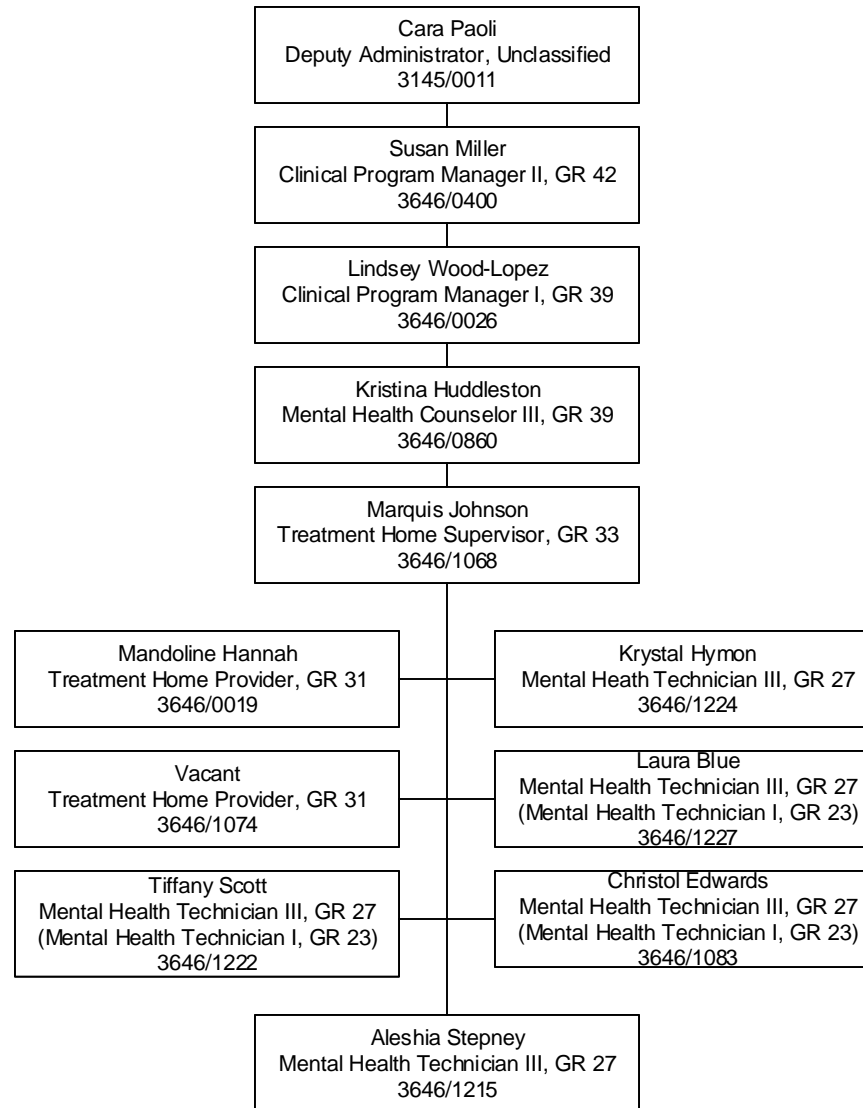 Cara Paoli
Deputy Administrator, Unclassified
3145/0011
Susan Miller
Clinical Program Manager II, GR 42
3646/0400
Lindsey Wood-Lopez
Clinical Program Manager I, GR 39
3646/0026
Kristina Huddleston
Mental Health Counselor III, GR 39
3646/0860
Marquis Johnson
Treatment Home Supervisor, GR 33
3646/1068
Mandoline Hannah
Treatment Home Provider, GR 31
3646/0019
Krystal Hymon
Mental Heath Technician III, GR 27
3646/1224
Vacant
Treatment Home Provider, GR 31
3646/1074
Laura Blue
Mental Health Technician III, GR 27
(Mental Health Technician I, GR 23)
3646/1227
Tiffany Scott
Mental Health Technician III, GR 27
(Mental Health Technician I, GR 23)
3646/1222
Christol Edwards
Mental Health Technician III, GR 27
(Mental Health Technician I, GR 23)
3646/1083
Aleshia Stepney
Mental Health Technician III, GR 27
3646/1215